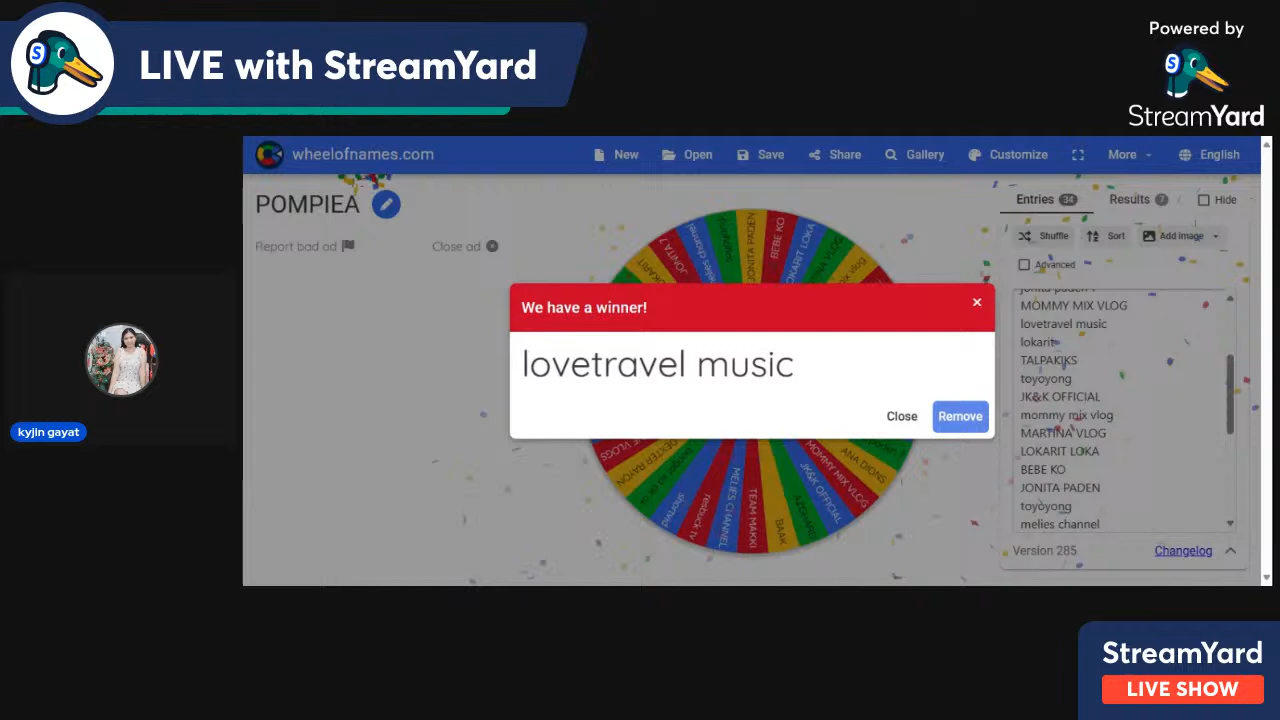 LIVE with StreamYard
Powered by
StreamYard
wheelofnames.com
New
Open
Save
Share
Gallery
Customize
More
English
POMPIEA
Report bad ad
Close ad
Entries 34
Results 7
Hide
Shuffle
Sort
Add image
Advanced
MOMMY MIX VLOG
lovetravel music
lokarit
TALPAKIKS
toyoyong
JK&K OFFICIAL
mommy mix vlog
MARTINA VLOG
LOKARIT LOKA
BEBE KO
JONITA PADEN
toyoyong
melies channel
Version 285
Changelog
We have a winner!
lovetravel music
Close
Remove
JONITA PADEN
BEBE KO
LOKARIT LOKA
ANA DIONS
MOMMY MIX VLOG
JK&K OFFICIAL
BAAK
TEAM MAKKI
MELIES CHANNEL
resbuck tv
kyjin gayat
StreamYard
LIVE SHOW